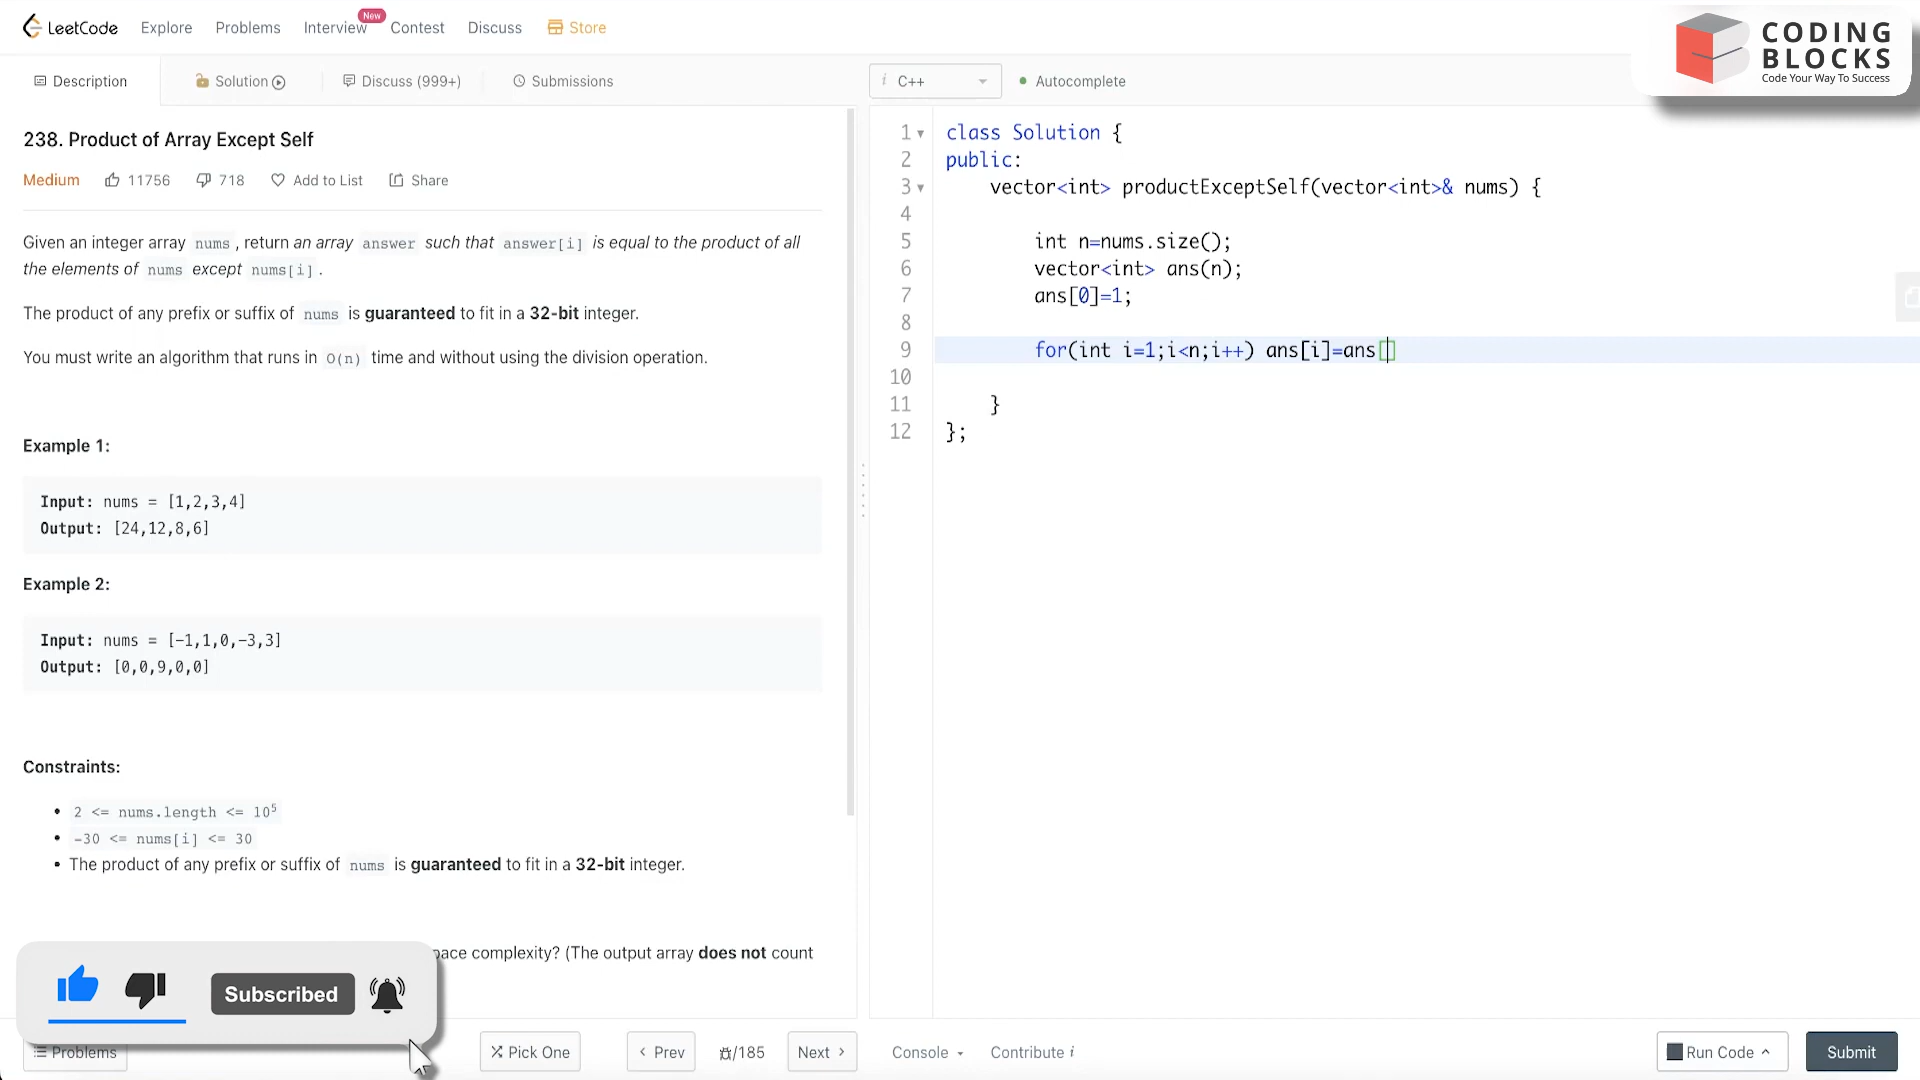 LeetCode Explore Problems Interview New Contest Discuss Store
CODING
BLOCKS
Code Your Way To Success
Description Solution Discuss (999+) Submissions
i C++ Autocomplete
238. Product of Array Except Self
Medium 11756 718 Add to List Share
Given an integer array nums , return an array answer such that answer[i] is equal to the product of all
the elements of nums except nums[i] .
The product of any prefix or suffix of nums is guaranteed to fit in a 32-bit integer.
You must write an algorithm that runs in O(n) time and without using the division operation.
Example 1:
Input: nums = [1,2,3,4]
Output: [24,12,8,6]
Example 2:
Input: nums = [-1,1,0,-3,3]
Output: [0,0,9,0,0]
Constraints:
2 <= nums.length <= 10⁵
-30 <= nums[i] <= 30
The product of any prefix or suffix of nums is guaranteed to fit in a 32-bit integer.
pace complexity? (The output array does not count
Subscribed
1 class Solution {
2 public:
3 vector<int> productExceptSelf(vector<int>& nums) {
4
5 int n=nums.size();
6 vector<int> ans(n);
7 ans[0]=1;
8
9 for(int i=1;i<n;i++) ans[i]=ans[]
10
11 }
12 };
Problems Pick One Prev /185 Next Console Contribute i Run Code Submit